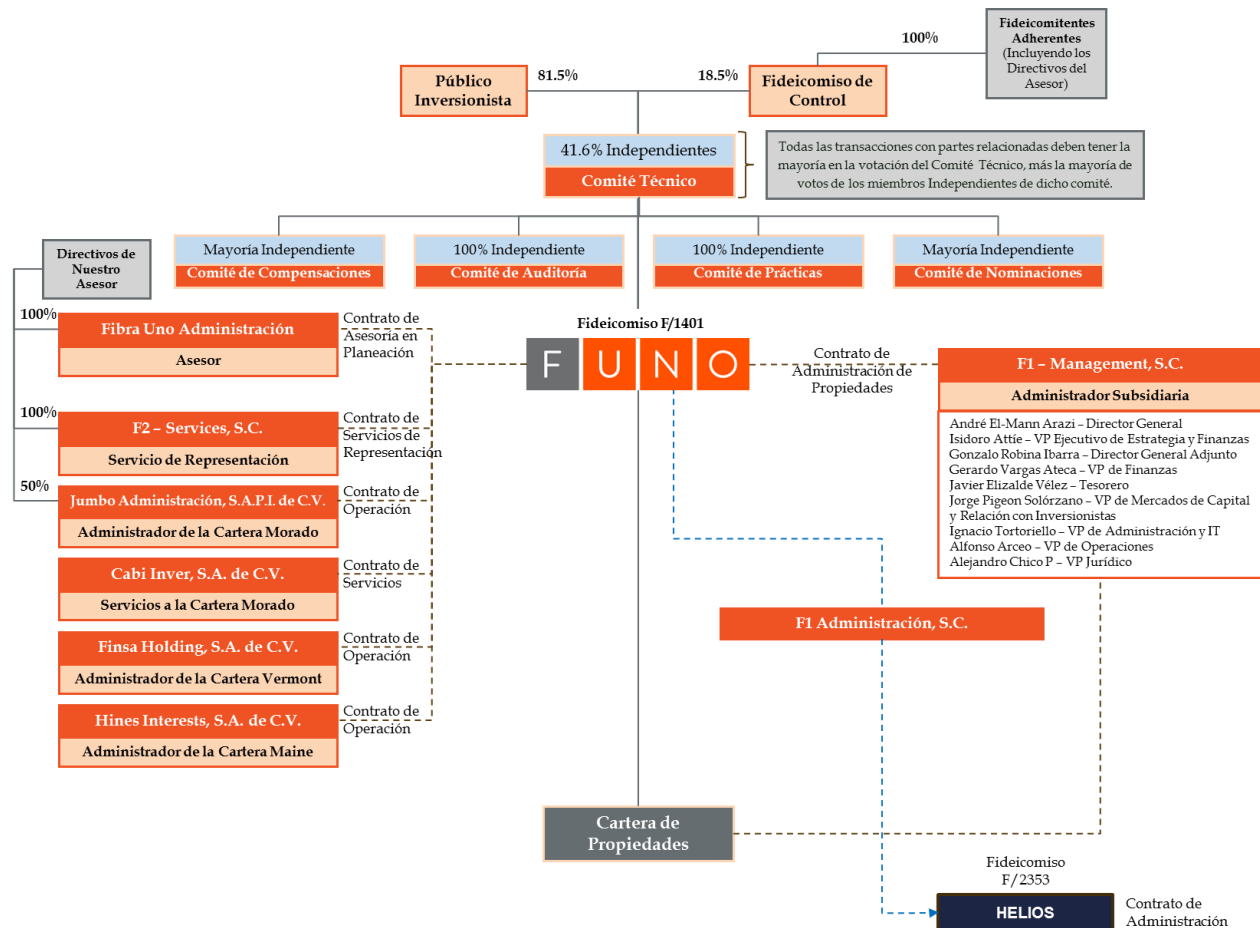 Fideicomitentes
Adherentes
(Incluyendo los
Directivos del
Asesor)
100%
Público
Inversionista
81.5%
18.5%
Fideicomiso de
Control
41.6% Independientes
Comité Técnico
Todas las transacciones con partes relacionadas deben tener la
mayoría en la votación del Comité Técnico, más la mayoría de
votos de los miembros Independientes de dicho comité.
Mayoría Independiente
Comité de Compensaciones
100% Independiente
Comité de Auditoría
100% Independiente
Comité de Prácticas
Mayoría Independiente
Comité de Nominaciones
Directivos de
Nuestro
Asesor
100%
Fibra Uno Administración
Asesor
Contrato de
Asesoría en
Planeación
100%
F2 – Services, S.C.
Servicio de Representación
Contrato de
Servicios de
Representación
50%
Jumbo Administración, S.A.P.I. de C.V.
Administrador de la Cartera Morado
Contrato de
Operación
Cabi Inver, S.A. de C.V.
Servicios a la Cartera Morado
Contrato de
Servicios
Finsa Holding, S.A. de C.V.
Administrador de la Cartera Vermont
Contrato de
Operación
Hines Interests, S.A. de C.V.
Administrador de la Cartera Maine
Contrato de
Operación
Fideicomiso F/1401
FUNO
Contrato de
Administración de
Propiedades
F1 – Management, S.C.
Administrador Subsidiaria
André El-Mann Arazi – Director General
Isidoro Attíe – VP Ejecutivo de Estrategia y Finanzas
Gonzalo Robina Ibarra – Director General Adjunto
Gerardo Vargas Ateca – VP de Finanzas
Javier Elizalde Vélez – Tesorero
Jorge Pigeon Solórzano – VP de Mercados de Capital
y Relación con Inversionistas
Ignacio Tortoriello – VP de Administración y IT
Alfonso Arceo – VP de Operaciones
Alejandro Chico P – VP Jurídico
F1 Administración, S.C.
Cartera de
Propiedades
Fideicomiso
F/2353
HELIOS
Contrato de
Administración